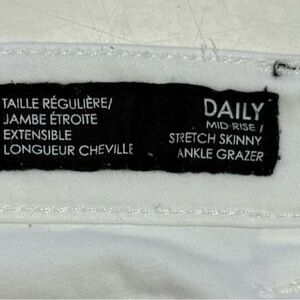 TAILLE RÉGULIÈRE/
JAMBE ÉTROITE
EXTENSIBLE
LONGUEUR CHEVILLE
DAILY
MID-RISE /
STRETCH SKINNY
ANKLE GRAZER